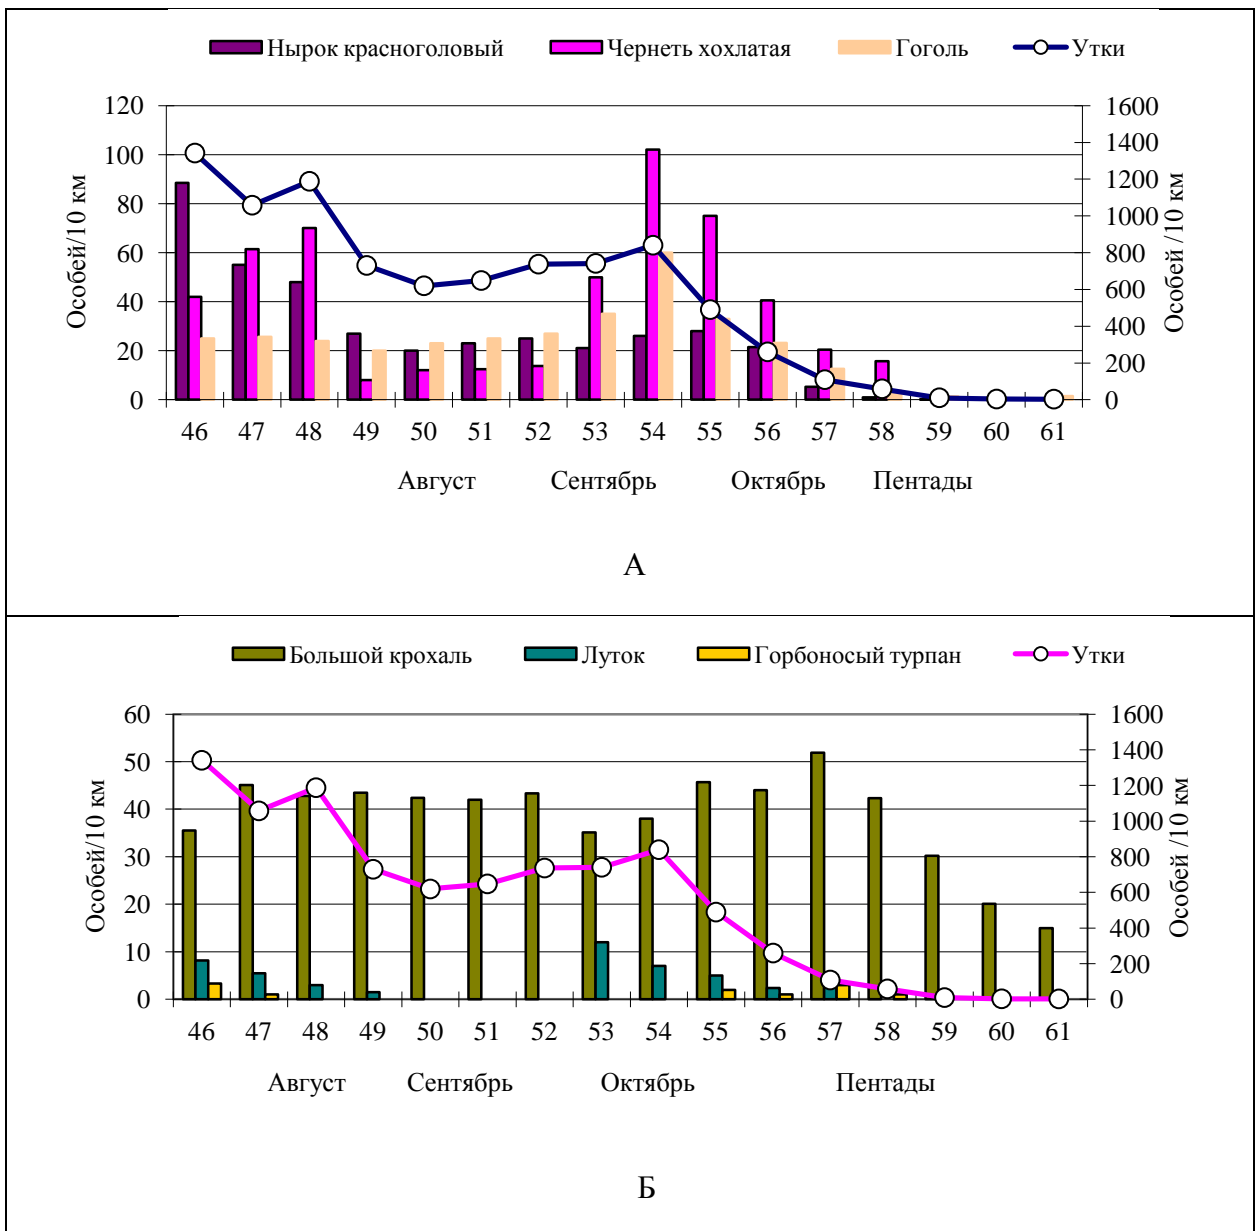 Нырок красноголовый Чернеть хохлатая Гоголь Утки
120 1600
1400
100
1200
80
1000
60 800
600
40
400
20
200
0 0
Особей/10 км
Особей /10 км
46 47 48 49 50 51 52 53 54 55 56 57 58 59 60 61
Август Сентябрь Октябрь Пентады
А
Большой крохаль Луток Горбоносый турпан Утки
60 1600
1400
50
1200
40
1000
30 800
600
20
400
10
200
0 0
Особей/10 км
Особей /10 км
46 47 48 49 50 51 52 53 54 55 56 57 58 59 60 61
Август Сентябрь Октябрь Пентады
Б